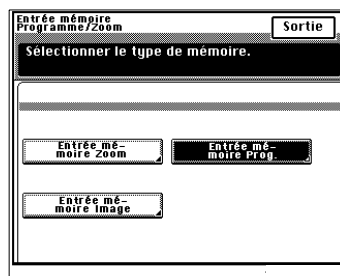 Entrée mémoire
Programme/Zoom
Sortie
Sélectionner le type de mémoire.
Entrée mé-
moire Zoom
Entrée mé-
moire Prog.
Entrée mé-
moire Image